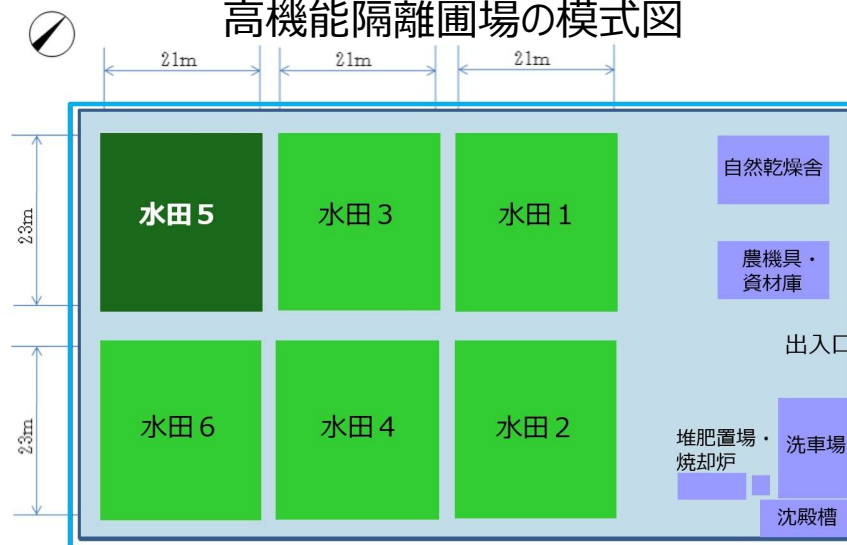 高機能隔離圃場の模式図
21m
21m
21m
23m
水田５
水田３
水田１
自然乾燥舎
農機具・
資材庫
出入口
23m
水田６
水田４
水田２
堆肥置場・
焼却炉
洗車場
沈殿槽